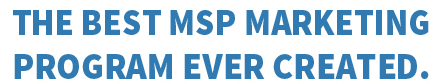 THE BEST MSP MARKETING
PROGRAM EVER CREATED.